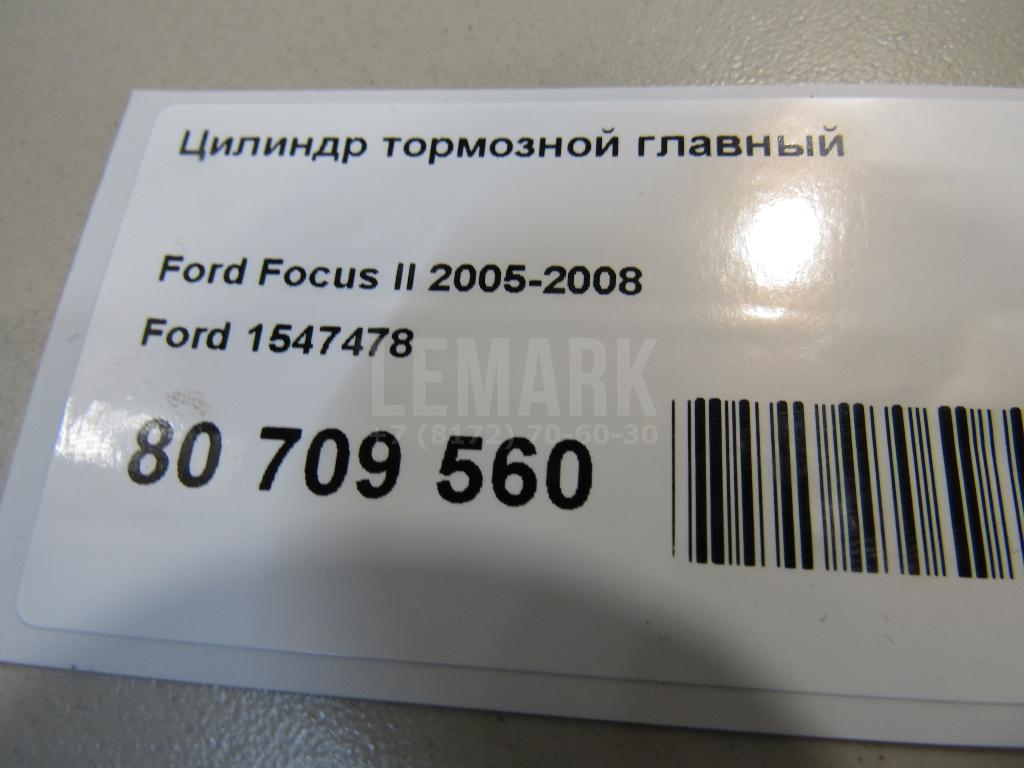 Цилиндр тормозной главный
Ford Focus II 2005-2008
Ford 1547478
LEMARK
+7 (8172) 70-60-30
80 709 560